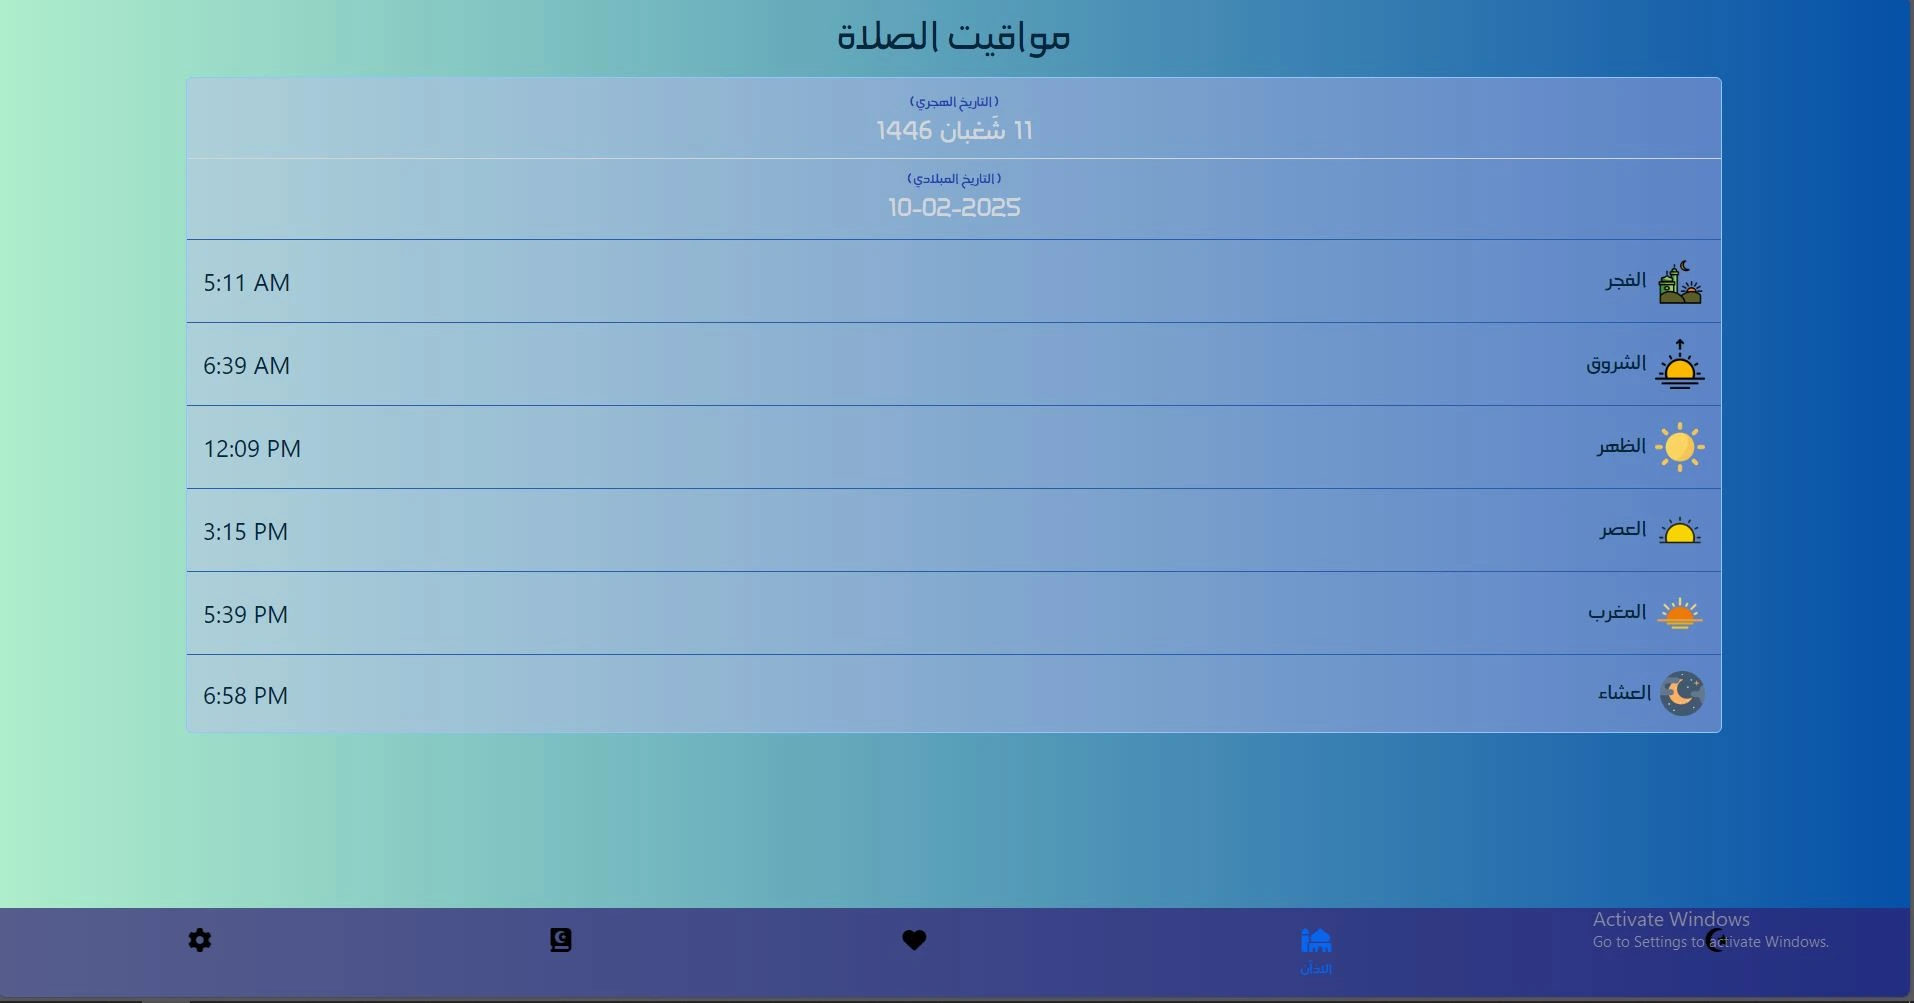 مواقيت الصلاة
(التاريخ الهجري)
11 شَعْبان 1446
(التاريخ الميلادي)
10-02-2025
الفجر 5:11 AM
الشروق 6:39 AM
الظهر 12:09 PM
العصر 3:15 PM
المغرب 5:39 PM
العشاء 6:58 PM
Activate Windows
Go to Settings to activate Windows.